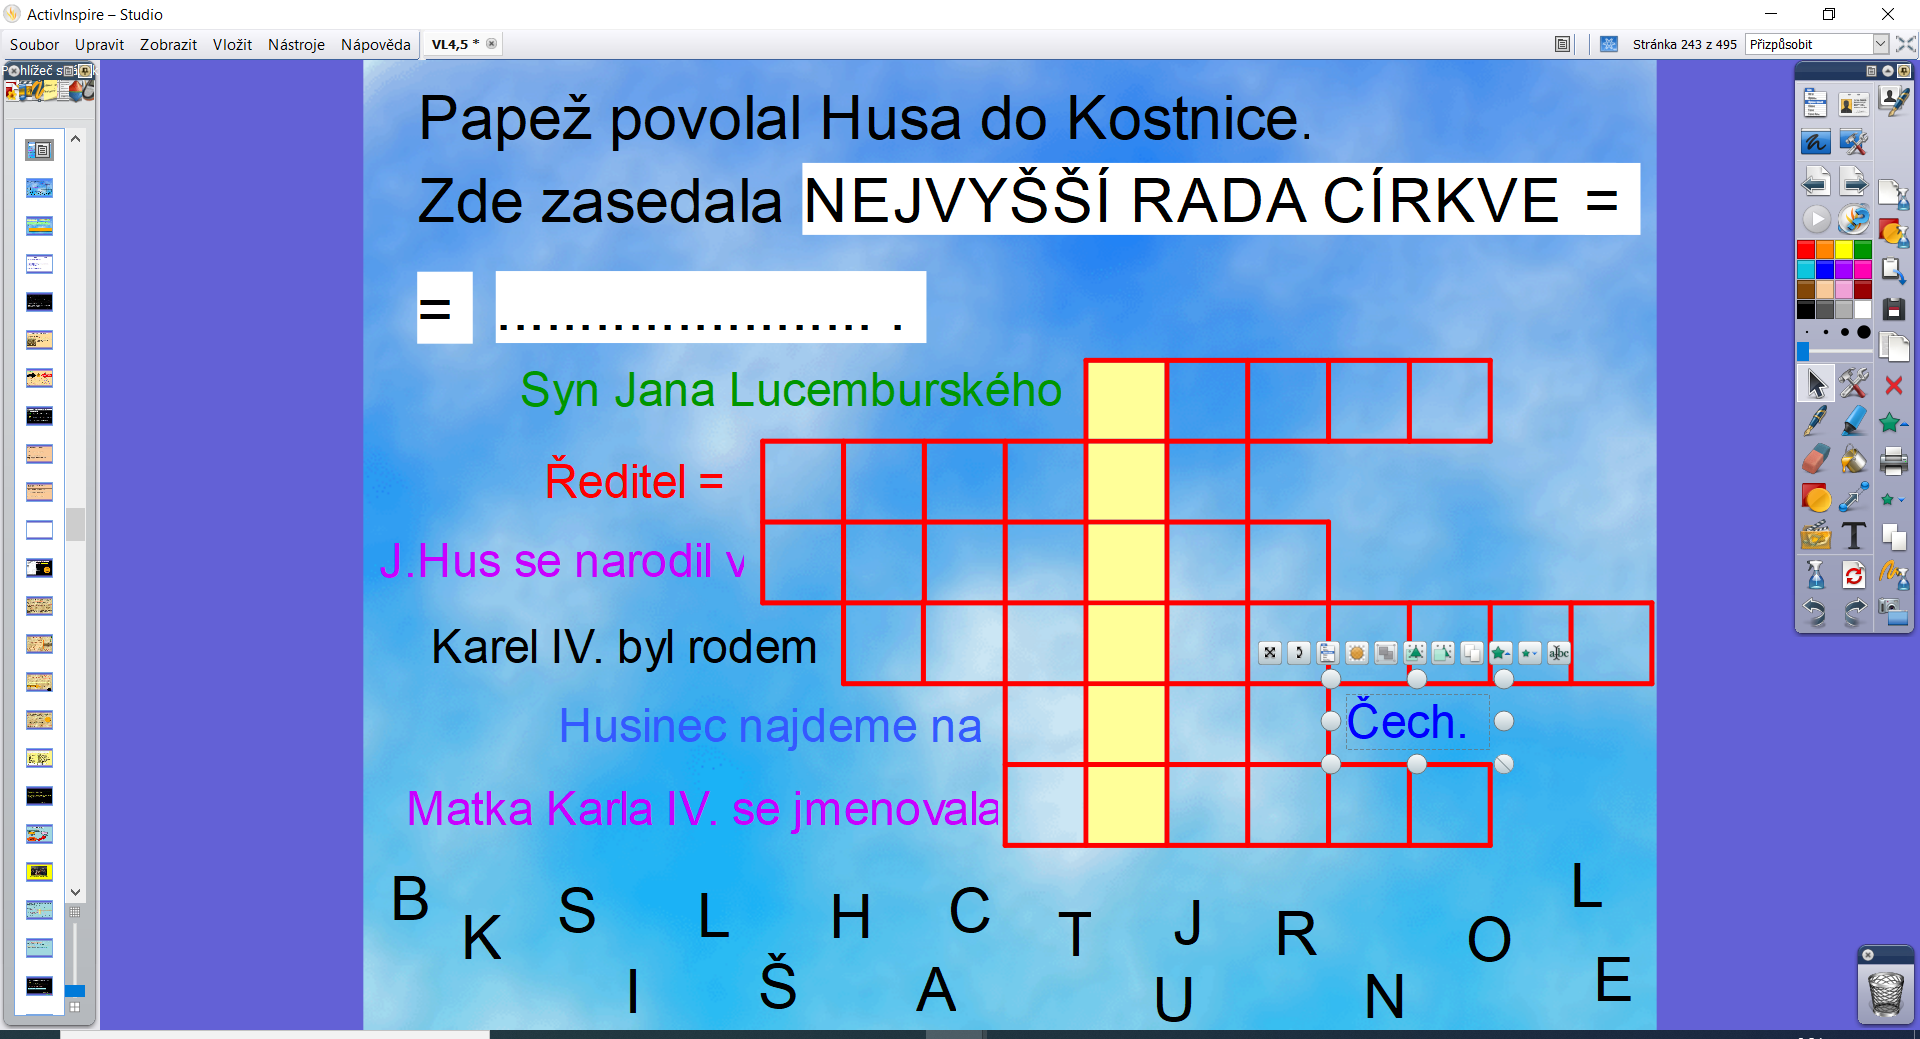 ActivInspire – Studio
Soubor Upravit Zobrazit Vložit Nástroje Nápověda VL4,5 * Stránka 243 z 495 Přizpůsobit
Papež povolal Husa do Kostnice.
Zde zasedala NEJVYŠŠÍ RADA CÍRKVE =
= ....................... .
Syn Jana Lucemburského
Ředitel =
J.Hus se narodil v
Karel IV. byl rodem
Husinec najdeme na Čech.
Matka Karla IV. se jmenovala
B K S L H C T J R O L
I Š A U N E